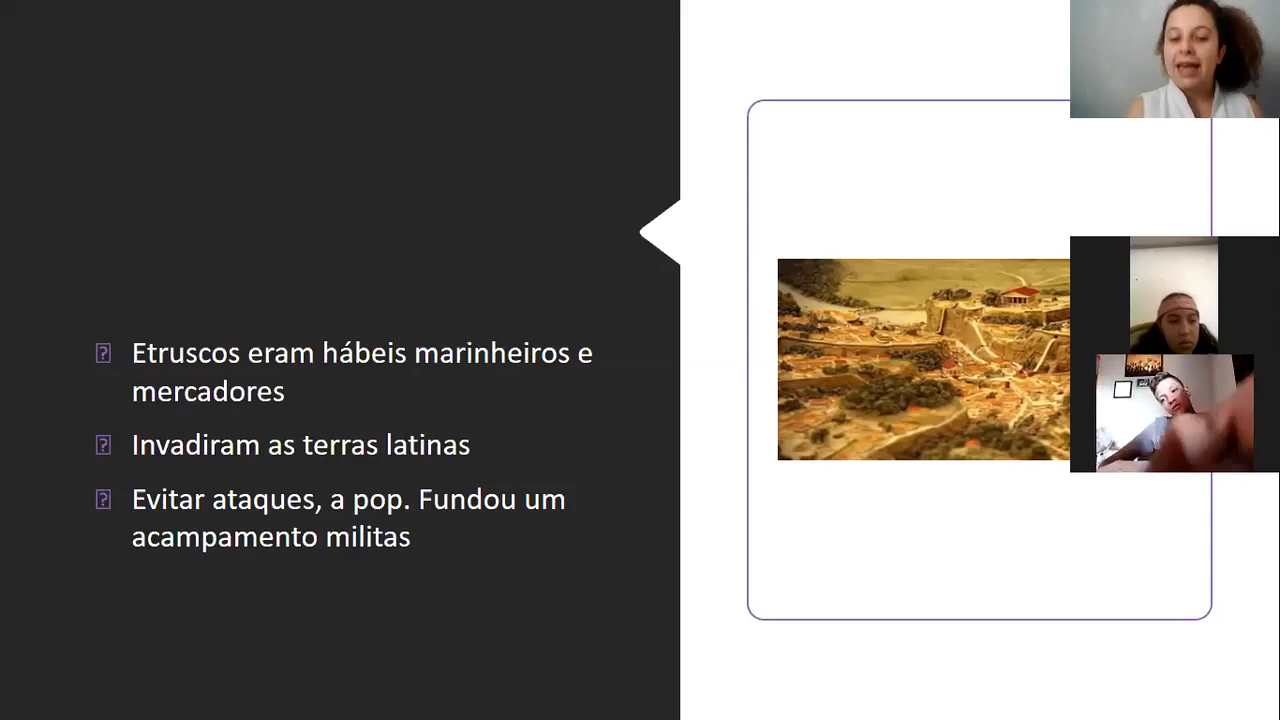 Etruscos eram hábeis marinheiros e
mercadores
Invadiram as terras latinas
Evitar ataques, a pop. Fundou um
acampamento militas